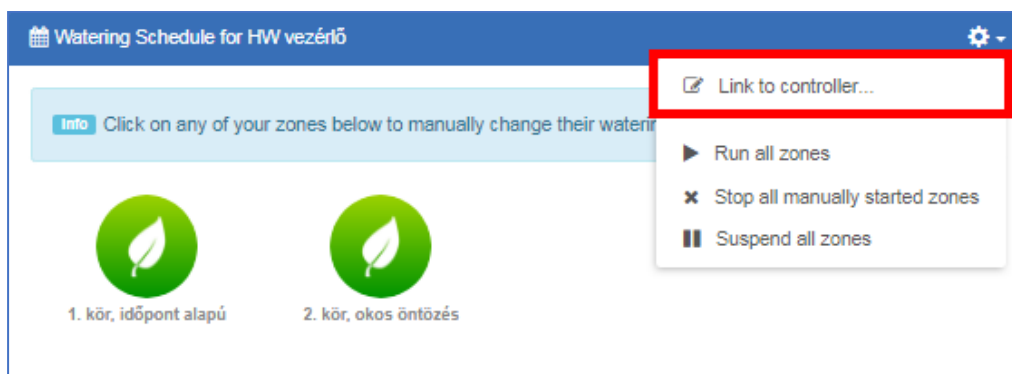 Watering Schedule for HW vezérlő
Link to controller...
Info Click on any of your zones below to manually change their
Run all zones
Stop all manually started zones
Suspend all zones
1. kör, időpont alapú
2. kör, okos öntözés